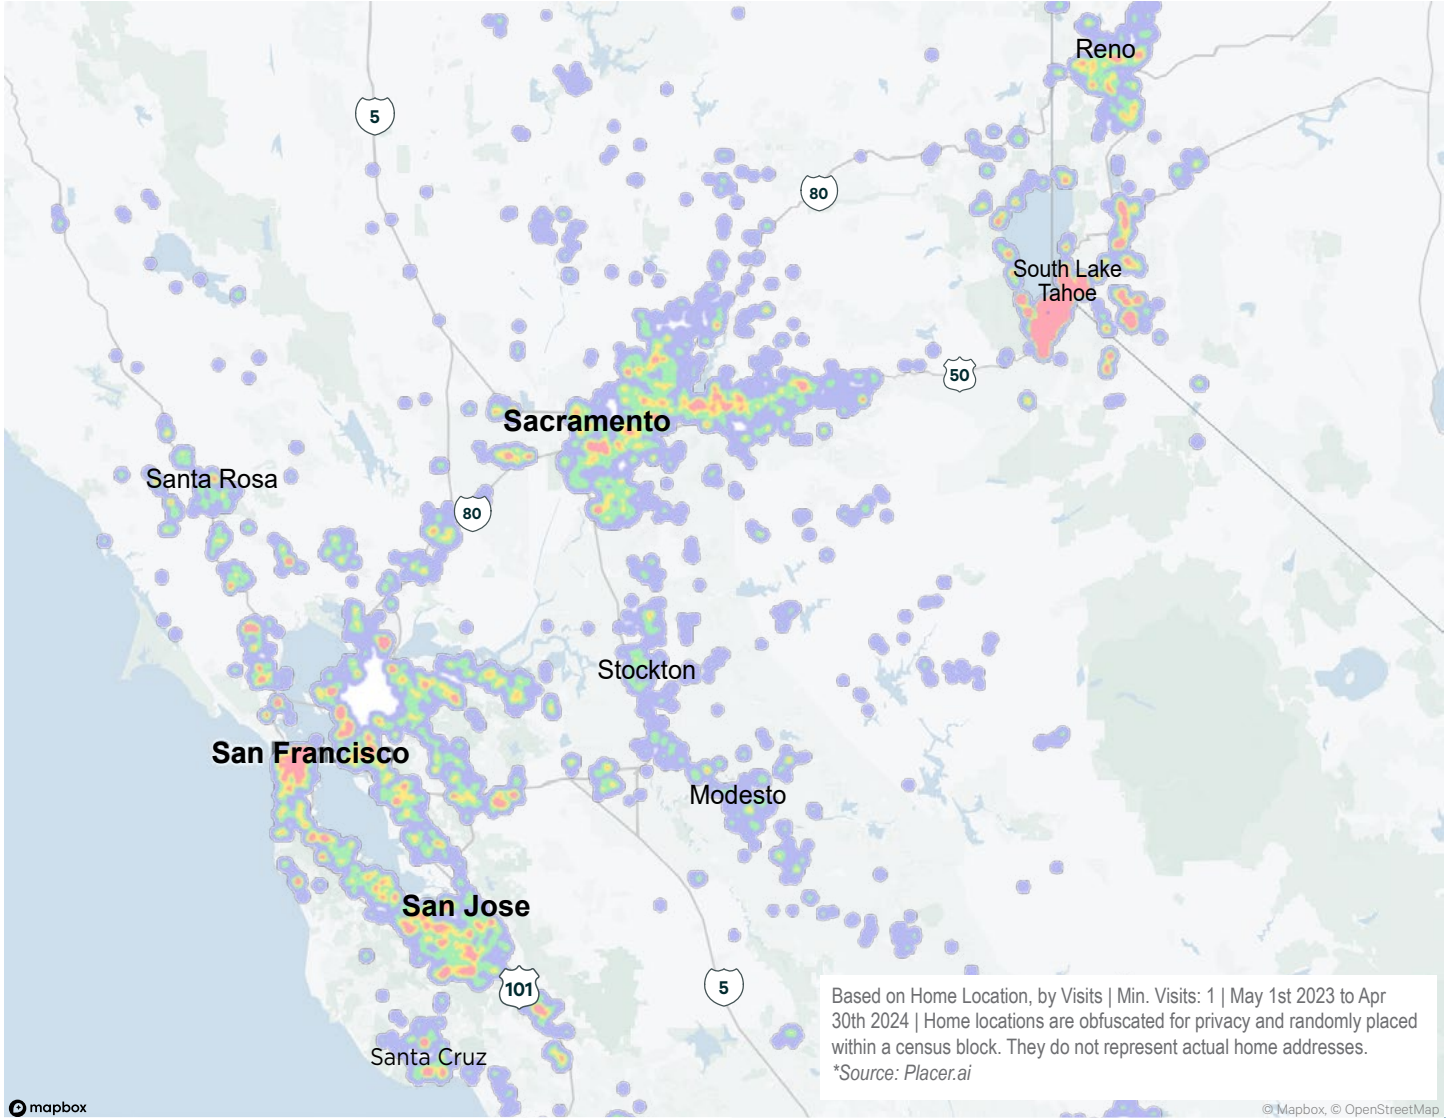 Reno
5
80
South Lake
Tahoe
50
Sacramento
Santa Rosa
80
Stockton
San Francisco
Modesto
San Jose
101
5
Based on Home Location, by Visits | Min. Visits: 1 | May 1st 2023 to Apr
30th 2024 | Home locations are obfuscated for privacy and randomly placed
within a census block. They do not represent actual home addresses.
*Source: Placer.ai
Santa Cruz
mapbox
© Mapbox, © OpenStreetMap